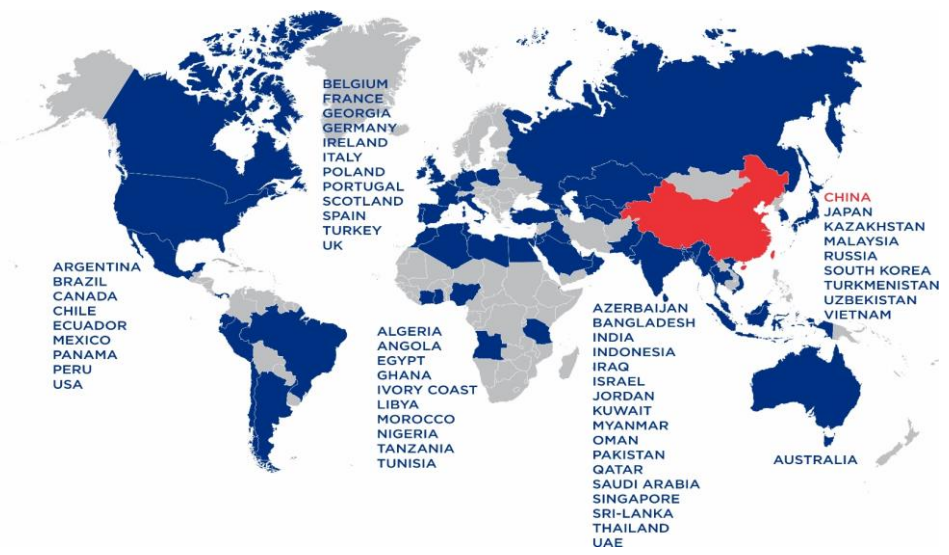 BELGIUM
FRANCE
GEORGIA
GERMANY
IRELAND
ITALY
POLAND
PORTUGAL
SCOTLAND
SPAIN
TURKEY
UK
CHINA
JAPAN
KAZAKHSTAN
MALAYSIA
RUSSIA
SOUTH KOREA
TURKMENISTAN
UZBEKISTAN
VIETNAM
ARGENTINA
BRAZIL
CANADA
CHILE
ECUADOR
MEXICO
PANAMA
PERU
USA
ALGERIA
ANGOLA
EGYPT
GHANA
IVORY COAST
LIBYA
MOROCCO
NIGERIA
TANZANIA
TUNISIA
AZERBAIJAN
BANGLADESH
INDIA
INDONESIA
IRAQ
ISRAEL
JORDAN
KUWAIT
MYANMAR
OMAN
PAKISTAN
QATAR
SAUDI ARABIA
SINGAPORE
SRI-LANKA
THAILAND
UAE
AUSTRALIA